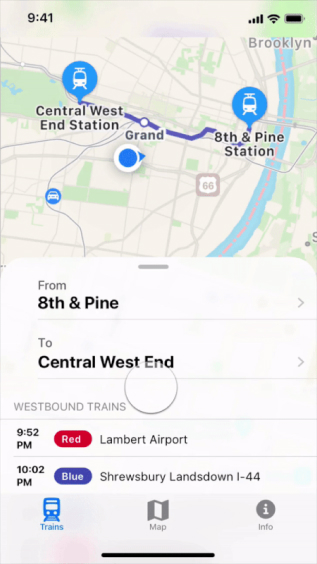 9:41
Brooklyn
Central West
End Station
Grand
8th & Pine
Station
66
From
8th & Pine
To
Central West End
WESTBOUND TRAINS
9:52
PM
Red
Lambert Airport
10:02
PM
Blue
Shrewsbury Landsdown I-44
Trains
Map
Info